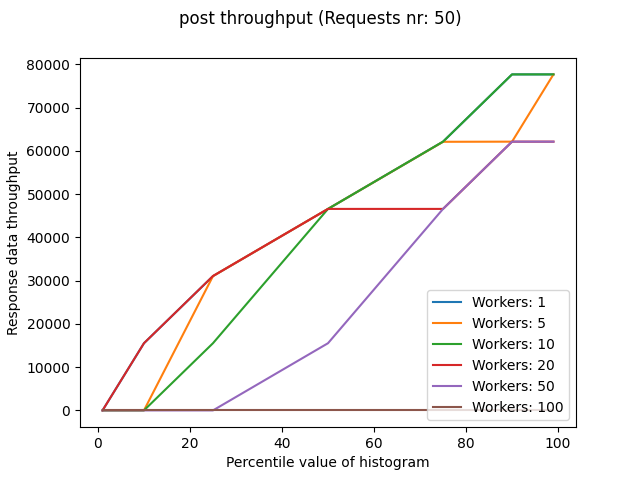 post throughput (Requests nr: 50)
80000
70000
60000
50000
40000
30000
20000
10000
0
Response data throughput
Workers: 1
Workers: 5
Workers: 10
Workers: 20
Workers: 50
Workers: 100
0 20 40 60 80 100
Percentile value of histogram